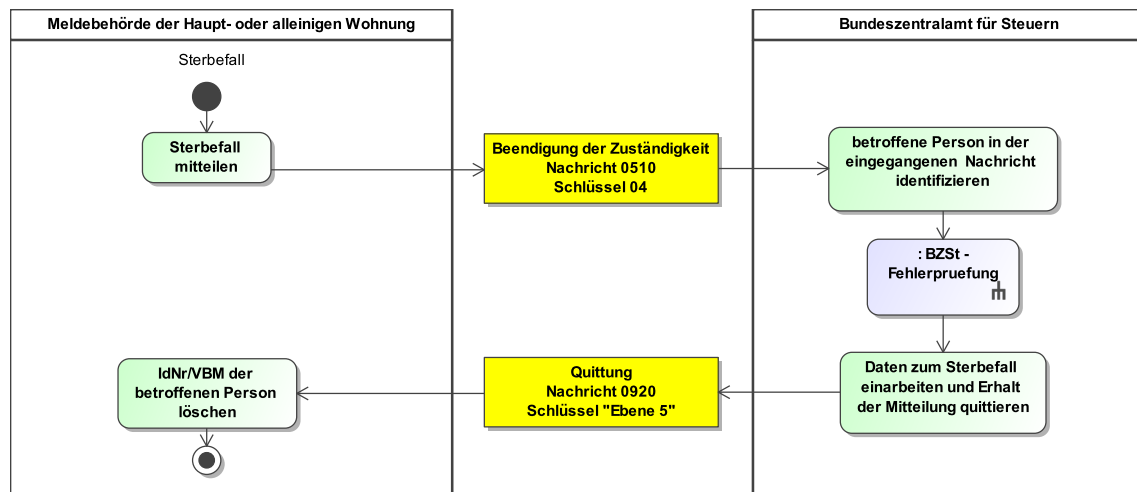 Meldebehörde der Haupt- oder alleinigen Wohnung
Bundeszentralamt für Steuern
Sterbefall
Sterbefall
mitteilen
Beendigung der Zuständigkeit
Nachricht 0510
Schlüssel 04
betroffene Person in der
eingegangenen Nachricht
identifizieren
: BZSt -
Fehlerpruefung
Daten zum Sterbefall
einarbeiten und Erhalt
der Mitteilung quittieren
Quittung
Nachricht 0920
Schlüssel "Ebene 5"
IdNr/VBM der
betroffenen Person
löschen